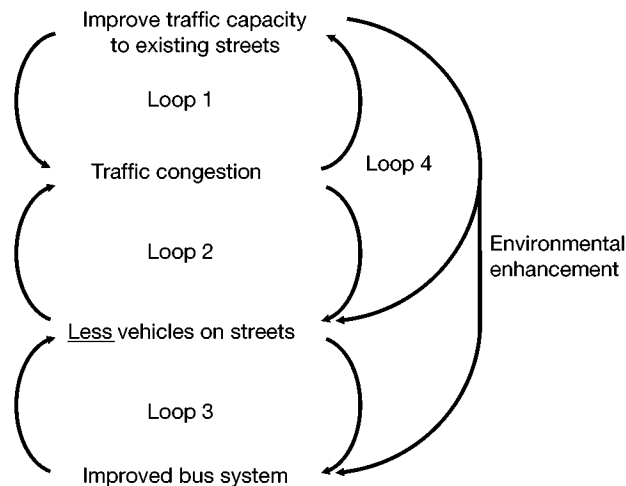 Improve traffic capacity
to existing streets
Loop 1
Traffic congestion
Loop 4
Loop 2
Environmental
enhancement
Less vehicles on streets
Loop 3
Improved bus system